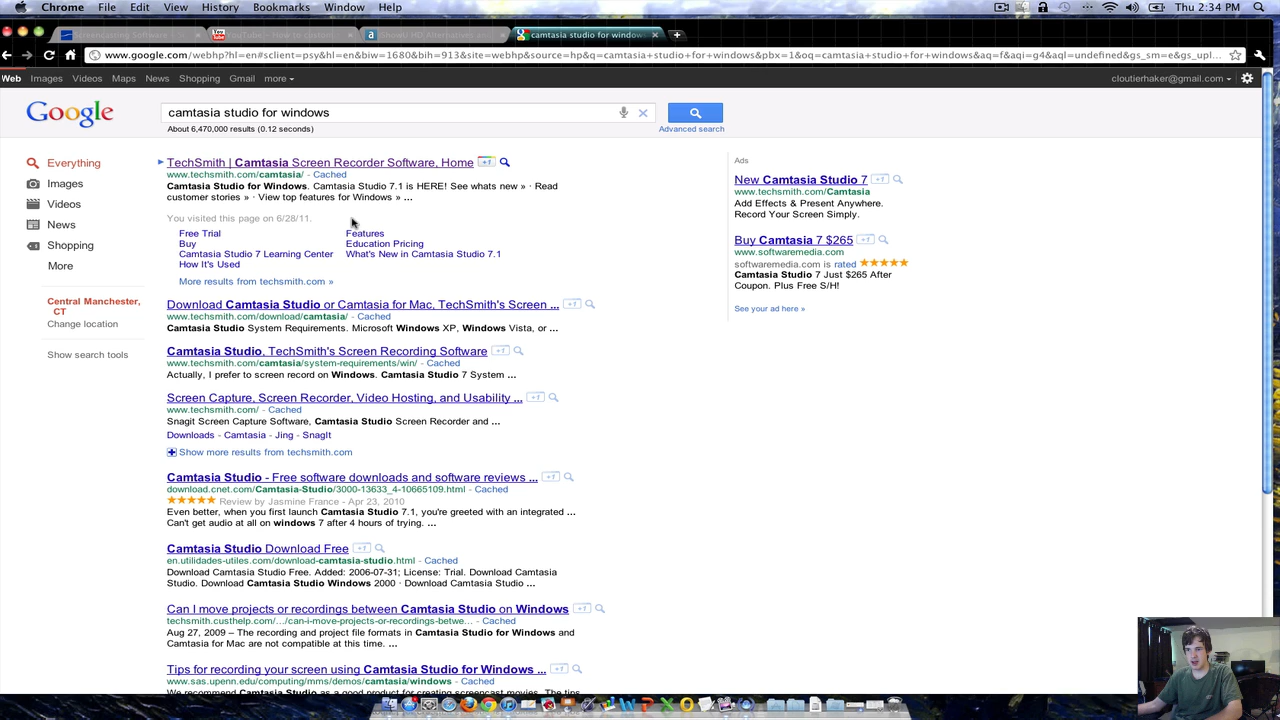 Chrome File Edit View History Bookmarks Window Help
Thu 2:34 PM
Screencasting Software
YouTube - How to
ShowU HD Alternatives and
camtasia studio for window
www.google.com/webhp?hl=en#sclient=psy&hl=en&biw=1680&bih=913&site=webhp&source=hp&q=camtasia+studio+for+windows&pbx=1&oq=camtasia+studio+for+windows&aq=f&aqi=g4&aql=undefined&gs_sm=e&gs_upl...
Web Images Videos Maps News Shopping Gmail more
cloutierhaker@gmail.com
Google
camtasia studio for windows
About 6,470,000 results (0.12 seconds)
Advanced search
Everything
Images
Videos
News
Shopping
More
Central Manchester, CT
Change location
Show search tools
TechSmith | Camtasia Screen Recorder Software, Home +1
www.techsmith.com/camtasia/ - Cached
Camtasia Studio for Windows. Camtasia Studio 7.1 is HERE! See whats new » · Read
customer stories » · View top features for Windows » ...
You visited this page on 6/28/11.
Free Trial Features
Buy Education Pricing
Camtasia Studio 7 Learning Center What's New in Camtasia Studio 7.1
How It's Used
More results from techsmith.com »
Download Camtasia Studio or Camtasia for Mac, TechSmith's Screen ... +1
www.techsmith.com/download/camtasia/ - Cached
Camtasia Studio System Requirements. Microsoft Windows XP, Windows Vista, or ...
Camtasia Studio, TechSmith's Screen Recording Software +1
www.techsmith.com/camtasia/system-requirements/win/ - Cached
Actually, I prefer to screen record on Windows. Camtasia Studio 7 System ...
Screen Capture, Screen Recorder, Video Hosting, and Usability ... +1
www.techsmith.com/ - Cached
Snagit Screen Capture Software, Camtasia Studio Screen Recorder and ...
Downloads - Camtasia - Jing - SnagIt
Show more results from techsmith.com
Camtasia Studio - Free software downloads and software reviews ... +1
download.cnet.com/Camtasia-Studio/3000-13633_4-10665109.html - Cached
Review by Jasmine France - Apr 23, 2010
Even better, when you first launch Camtasia Studio 7.1, you're greeted with an integrated ...
Can't get audio at all on windows 7 after 4 hours of trying. ...
Camtasia Studio Download Free +1
en.utilidades-utiles.com/download-camtasia-studio.html - Cached
Download Camtasia Studio Free. Added: 2006-07-31; License: Trial. Download Camtasia
Studio. Download Camtasia Studio Windows 2000 · Download Camtasia Studio ...
Can I move projects or recordings between Camtasia Studio on Windows +1
techsmith.custhelp.com/.../can-i-move-projects-or-recordings-betwe... - Cached
Aug 27, 2009 – The recording and project file formats in Camtasia Studio for Windows and
Camtasia for Mac are not compatible at this time. ...
Tips for recording your screen using Camtasia Studio for Windows ... +1
www.sas.upenn.edu/computing/mms/demos/camtasia/windows - Cached
We recommend Camtasia Studio as a good product for creating screencast movies. The tips
Ads
New Camtasia Studio 7 +1
www.techsmith.com/Camtasia
Add Effects & Present Anywhere.
Record Your Screen Simply.
Buy Camtasia 7 $265 +1
www.softwaremedia.com
softwaremedia.com is rated
Camtasia Studio 7 Just $265 After
Coupon. Plus Free S/H!
See your ad here »